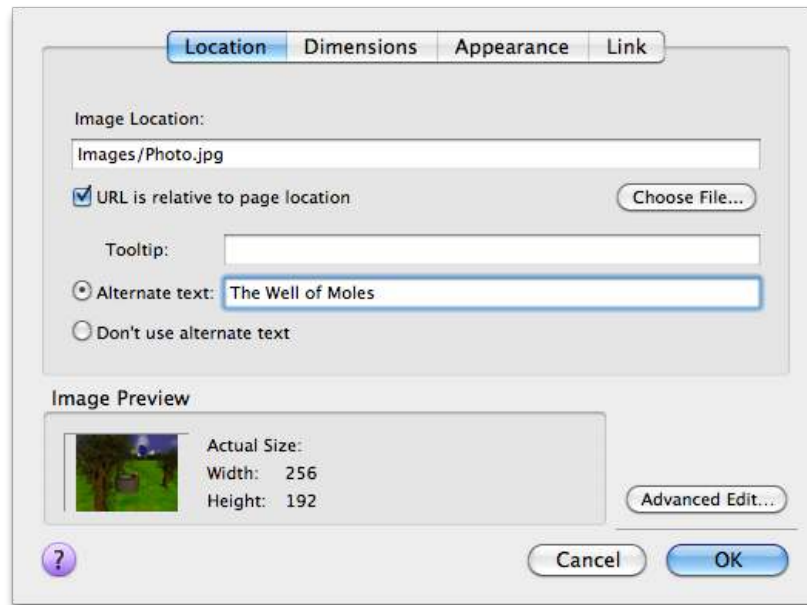 Location Dimensions Appearance Link
Image Location:
Images/Photo.jpg
URL is relative to page location Choose File...
Tooltip:
Alternate text: The Well of Moles
Don't use alternate text
Image Preview
Actual Size:
Width: 256
Height: 192
Advanced Edit...
? Cancel OK